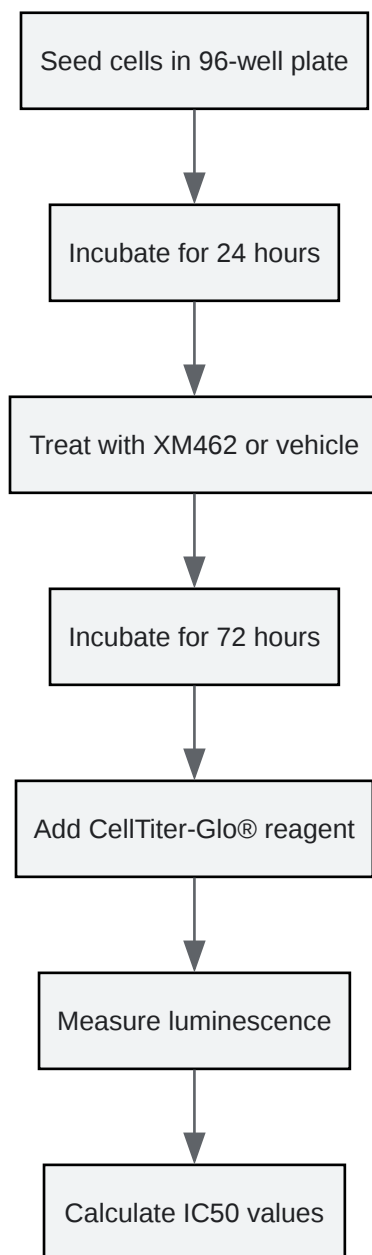 Seed cells in 96-well plate
Incubate for 24 hours
Treat with XM462 or vehicle
Incubate for 72 hours
Add CellTiter-Glo® reagent
Measure luminescence
Calculate IC50 values